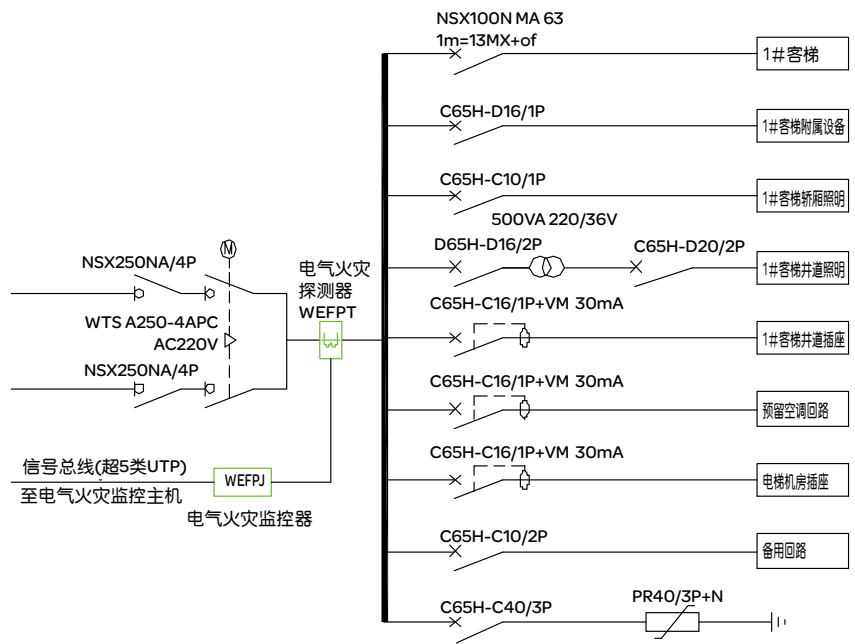 NSX100N MA 63
1m=13MX+of
1#客梯
C65H-D16/1P
1#客梯附属设备
C65H-C10/1P
1#客梯轿厢照明
500VA 220/36V
D65H-D16/2P
C65H-D20/2P
1#客梯井道照明
M
NSX250NA/4P
电气火灾
探测器
WEFPT
WTS A250-4APC
AC220V
NSX250NA/4P
C65H-C16/1P+VM 30mA
1#客梯井道插座
C65H-C16/1P+VM 30mA
预留空调回路
C65H-C16/1P+VM 30mA
电梯机房插座
信号总线(超5类UTP)
至电气火灾监控主机
WEFPJ
电气火灾监控器
C65H-C10/2P
备用回路
C65H-C40/3P
PR40/3P+N